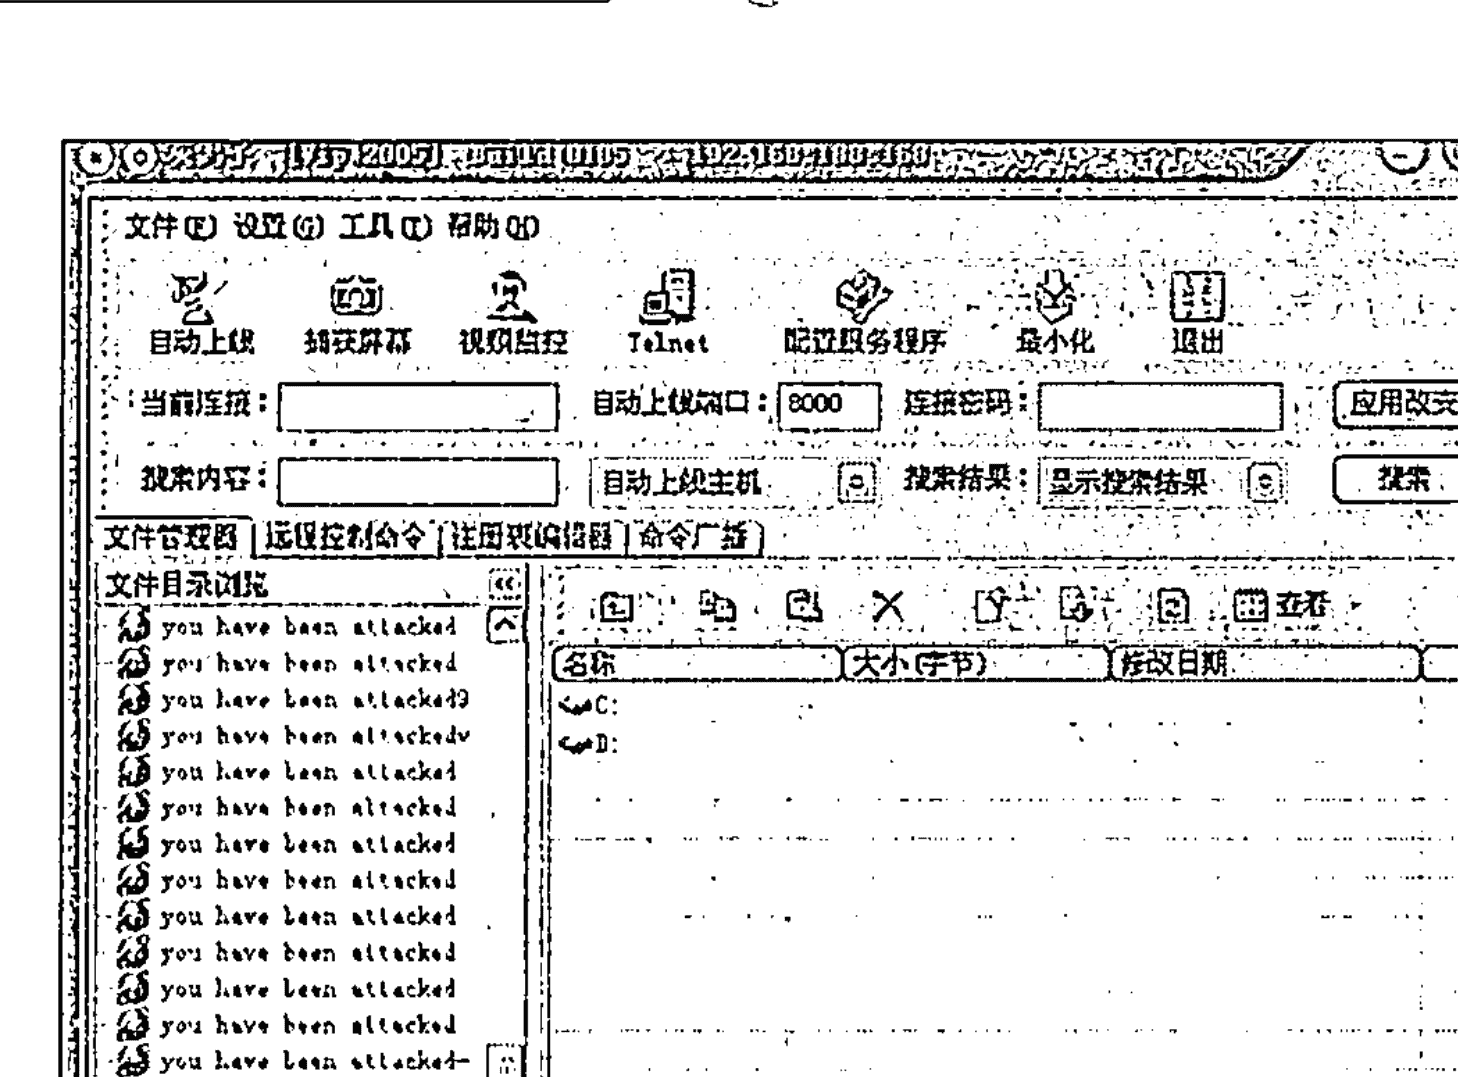 [Vip 2005] build 0105 192.168.100.168
文件(F) 设置(G) 工具(T) 帮助(H)
自动上线 捕获屏幕 视频监控 Telnet 配置服务程序 最小化 退出
当前连接: 自动上线端口: 8000 连接密码: 应用改变
搜索内容: 自动上线主机 搜索结果: 显示搜索结果 搜索
文件管理器 远程控制命令 注册表编辑器 命令广播
文件目录浏览
查看
名称 大小(字节) 修改日期
C:
D:
you have been attacked
you have been attacked
you have been attacked9
you have been attackedv
you have been attacked
you have been attacked
you have been attacked
you have been attacked
you have been attacked
you have been attacked
you have been attacked
you have been attacked
you have been attacked-